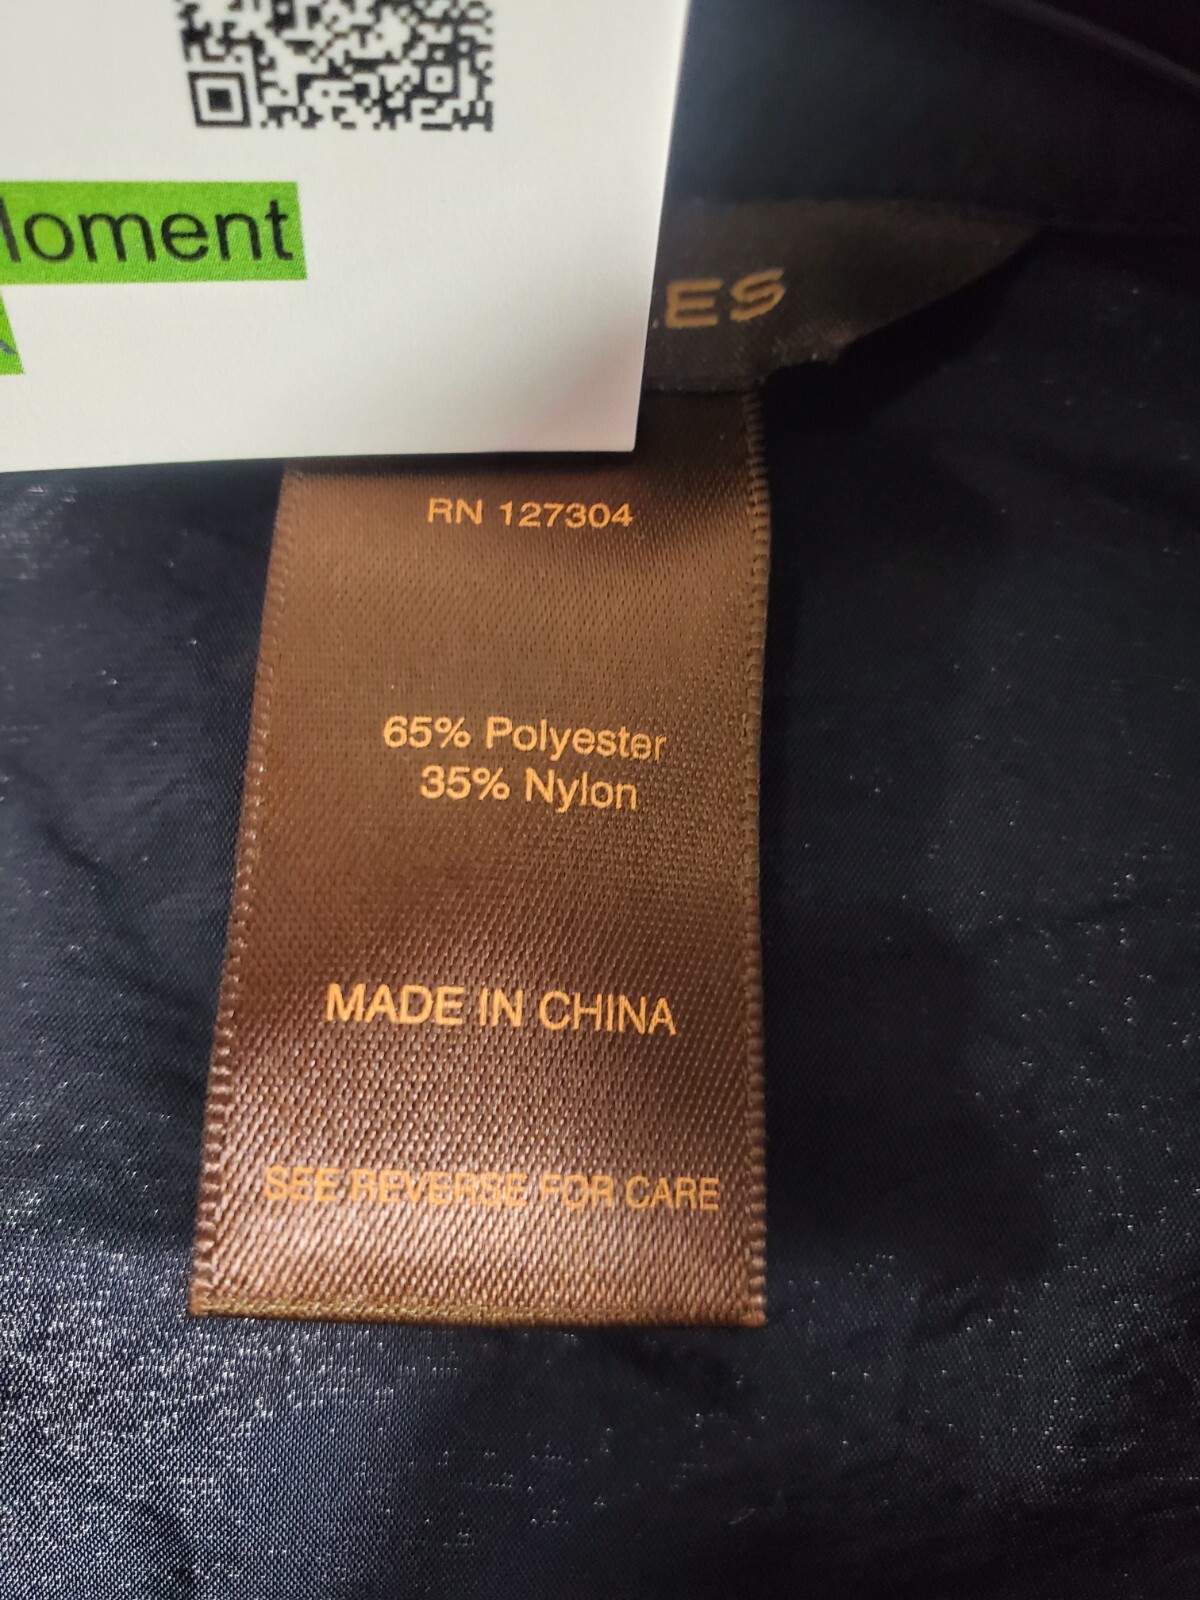 loment
ES
RN 127304
65% Polyester
35% Nylon
MADE IN CHINA
SEE REVERSE FOR CARE